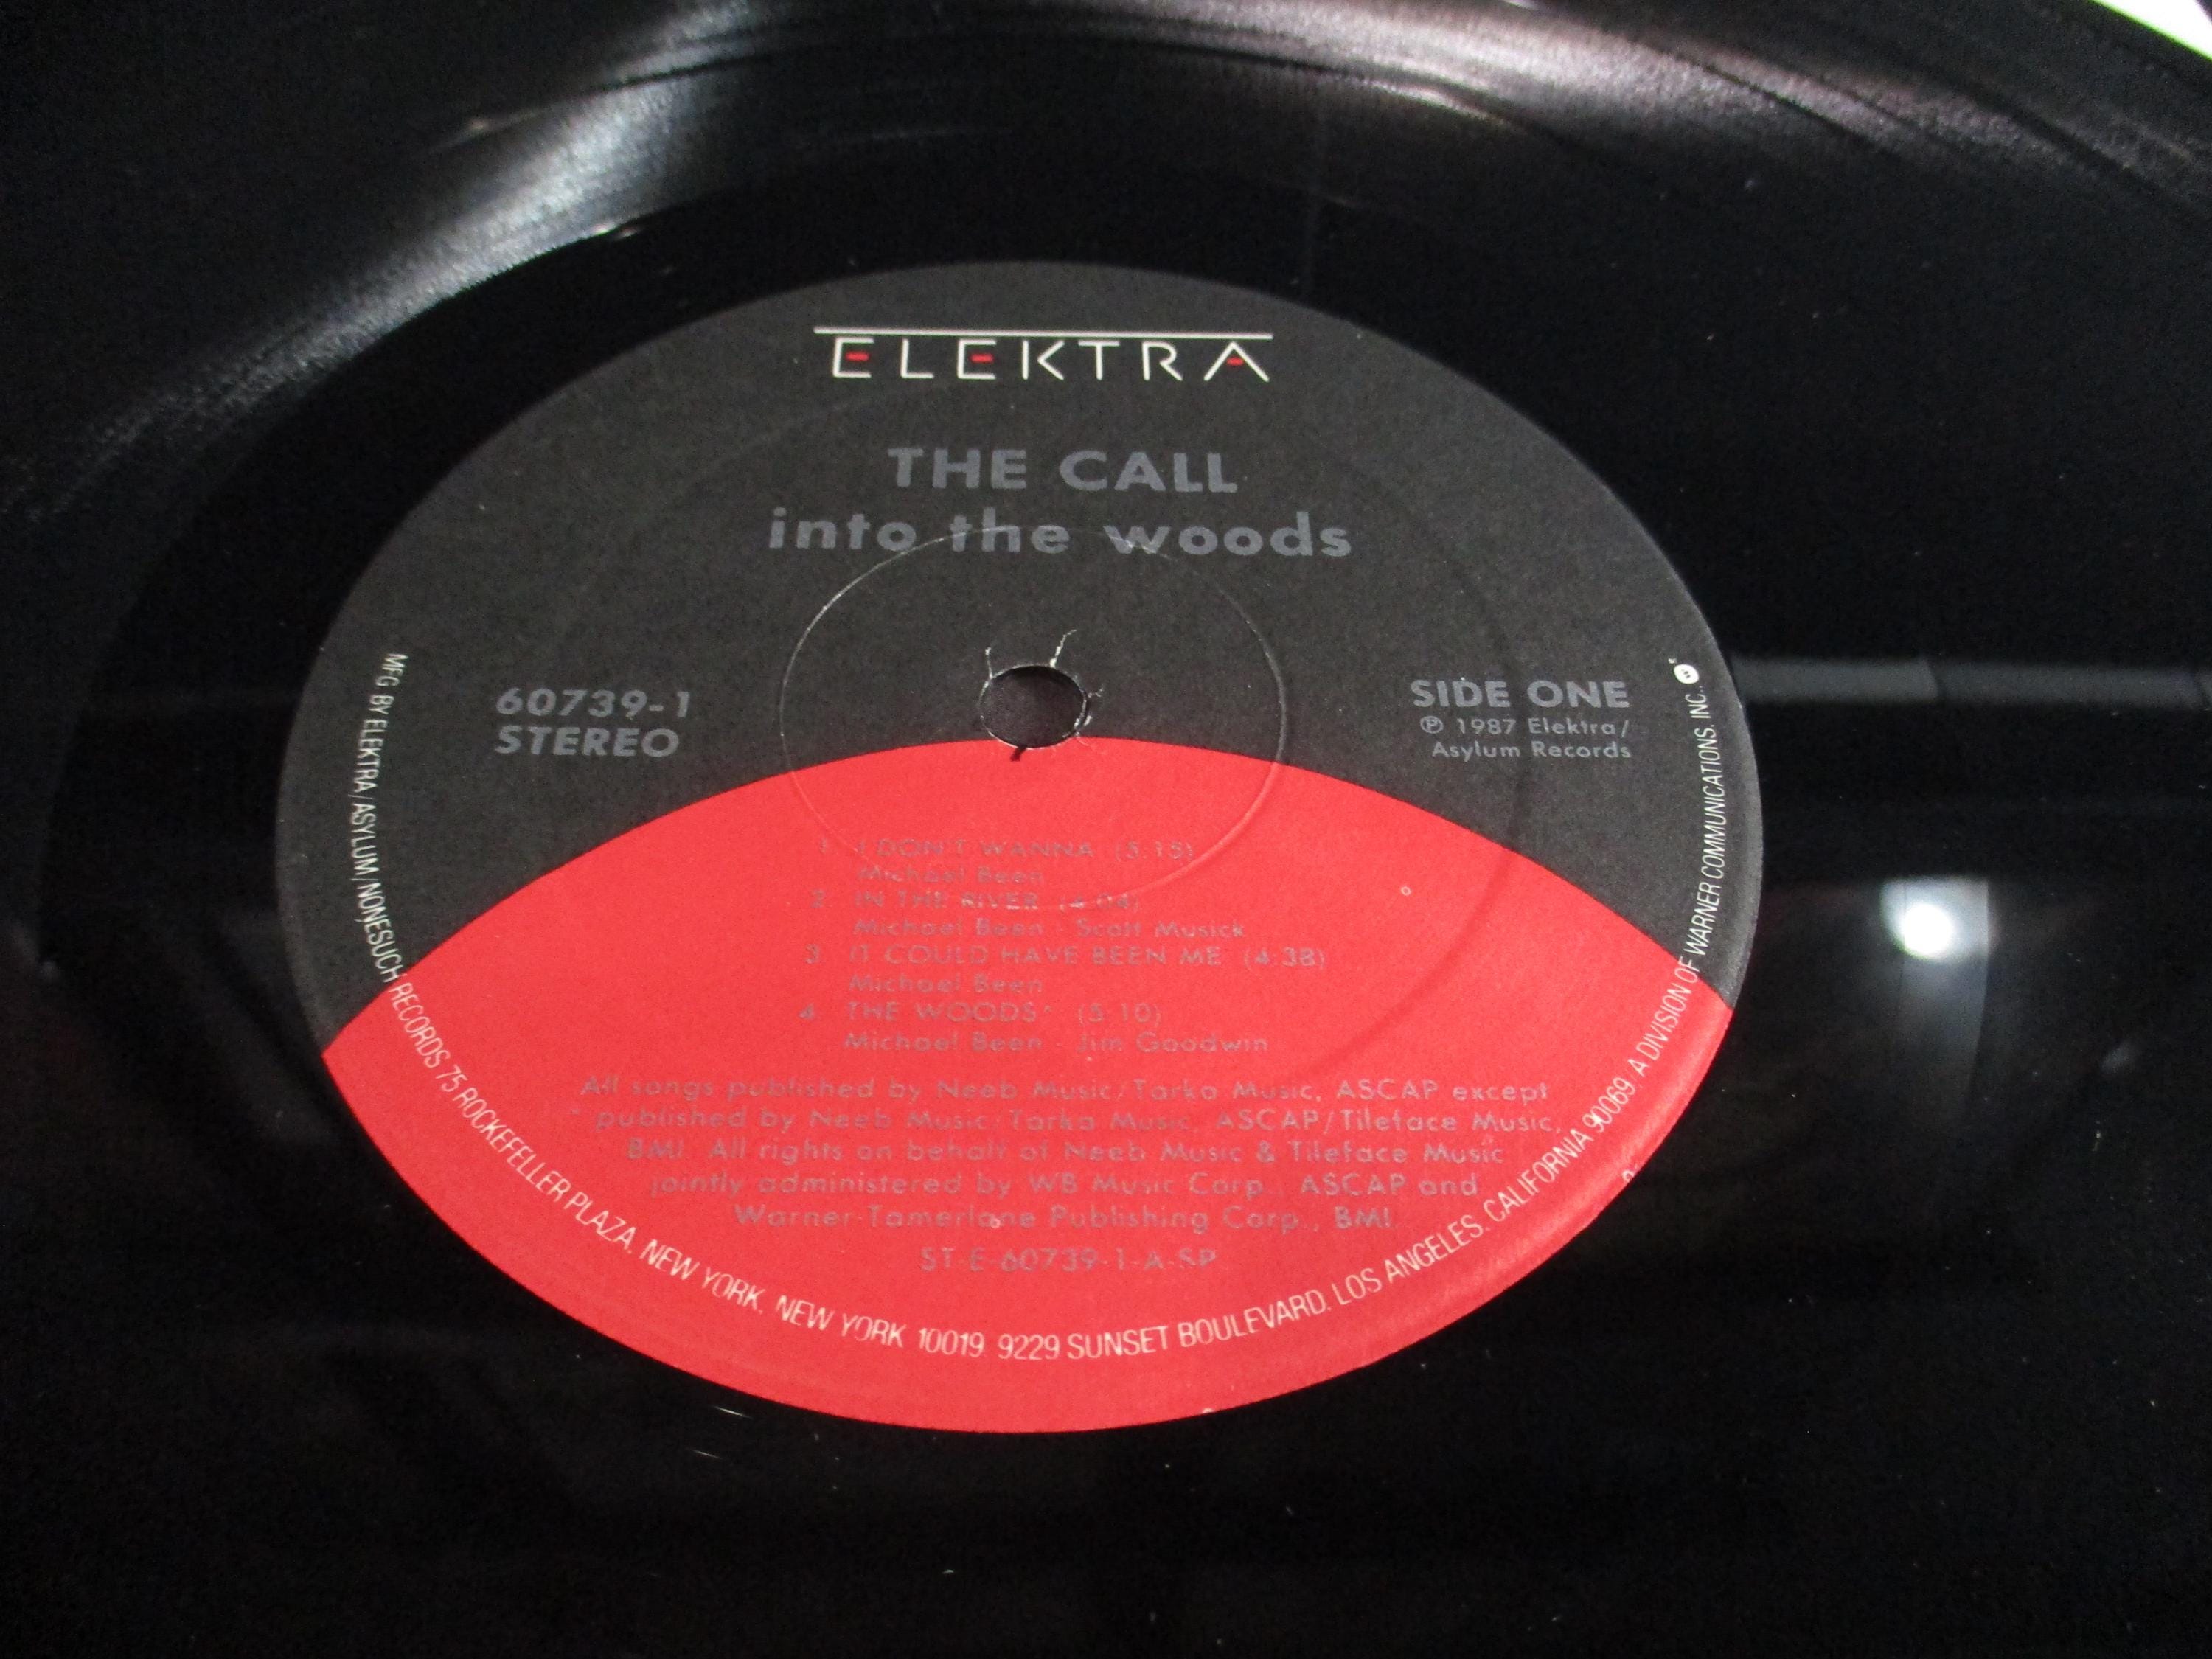 ELEKTRA
THE CALL
into the woods
60739-1
STEREO
SIDE ONE
℗ 1987 Elektra/
Asylum Records
1. I DON'T WANNA (5:15)
Michael Been
2. IN THE RIVER (4:04)
Michael Been - Scott Musick
3. IT COULD HAVE BEEN ME (4:38)
Michael Been
4. THE WOODS* (5:10)
Michael Been - Jim Goodwin
All songs published by Neeb Music/Tarka Music, ASCAP except
* published by Neeb Music/Tarka Music, ASCAP/Tileface Music,
BMI. All rights on behalf of Neeb Music & Tileface Music
jointly administered by WB Music Corp., ASCAP and
Warner-Tamerlane Publishing Corp., BMI.
ST-E-60739-1-A-SP
MFG BY ELEKTRA/ASYLUM/NONESUCH RECORDS 75 ROCKEFELLER PLAZA, NEW YORK, NEW YORK 10019 9229 SUNSET BOULEVARD, LOS ANGELES, CALIFORNIA 90069. A DIVISION OF WARNER COMMUNICATIONS, INC.,